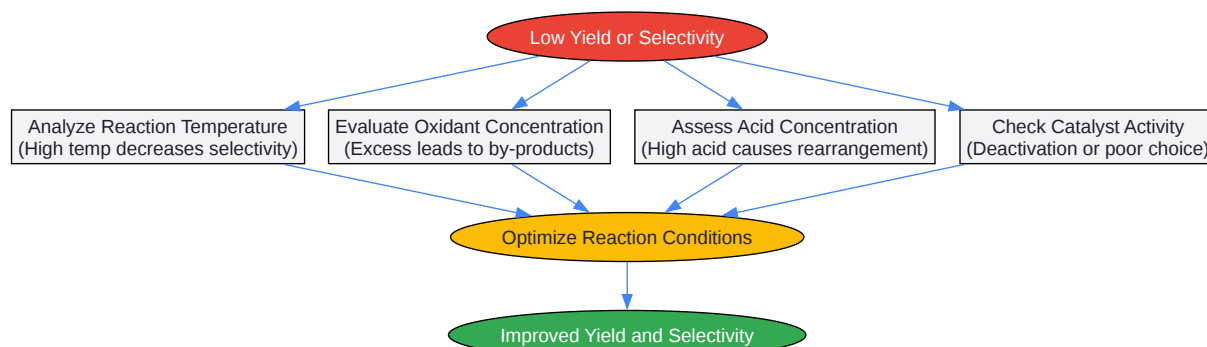 Low Yield or Selectivity
Analyze Reaction Temperature
(High temp decreases selectivity)
Evaluate Oxidant Concentration
(Excess leads to by-products)
Assess Acid Concentration
(High acid causes rearrangement)
Check Catalyst Activity
(Deactivation or poor choice)
Optimize Reaction Conditions
Improved Yield and Selectivity